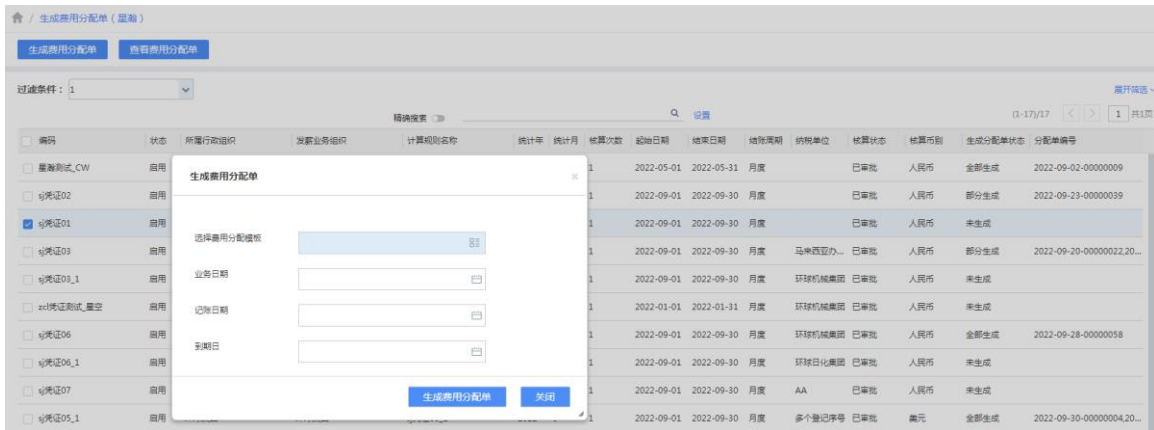 / 生成费用分配单（星瀚）
生成费用分配单 查看费用分配单
过滤条件：1
展开筛选
精确搜索 设置 (1-17)/17 1 共1页
编码 状态 所属行政组织 发薪业务组织 计算规则名称 统计年 统计月 核算次数 起始日期 结束日期 结账周期 纳税单位 核算状态 核算币别 生成分配单状态 分配单编号
星瀚测试_CW 启用 1 2022-05-01 2022-05-31 月度 已审批 人民币 全部生成 2022-09-02-00000009
生成费用分配单
sj凭证02 启用 1 2022-09-01 2022-09-30 月度 已审批 人民币 部分生成 2022-09-23-00000039
sj凭证01 启用 1 2022-09-01 2022-09-30 月度 已审批 人民币 未生成
选择费用分配模板
sj凭证03 启用 1 2022-09-01 2022-09-30 月度 马来西亚办... 已审批 人民币 部分生成 2022-09-20-00000022,20...
业务日期
sj凭证03_1 启用 1 2022-09-01 2022-09-30 月度 环球机械集团 已审批 人民币 未生成
记账日期
zcl凭证测试_星空 启用 1 2022-01-01 2022-01-31 月度 环球机械集团 已审批 人民币 未生成
sj凭证06 启用 1 2022-09-01 2022-09-30 月度 环球机械集团 已审批 人民币 全部生成 2022-09-28-00000058
到期日
sj凭证06_1 启用 1 2022-09-01 2022-09-30 月度 环球日化集团 已审批 人民币 未生成
sj凭证07 启用 1 2022-09-01 2022-09-30 月度 AA 已审批 人民币 未生成
生成费用分配单 关闭
sj凭证05_1 启用 1 2022-09-01 2022-09-30 月度 多个登记序号 已审批 美元 全部生成 2022-09-30-00000004,20...